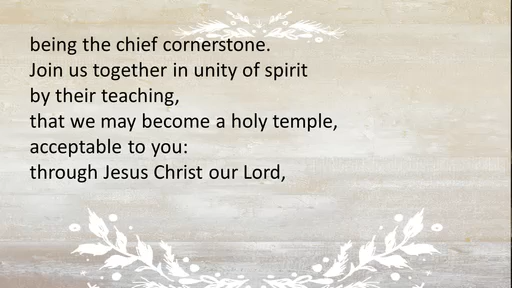 being the chief cornerstone.
Join us together in unity of spirit
by their teaching,
that we may become a holy temple,
acceptable to you:
through Jesus Christ our Lord,